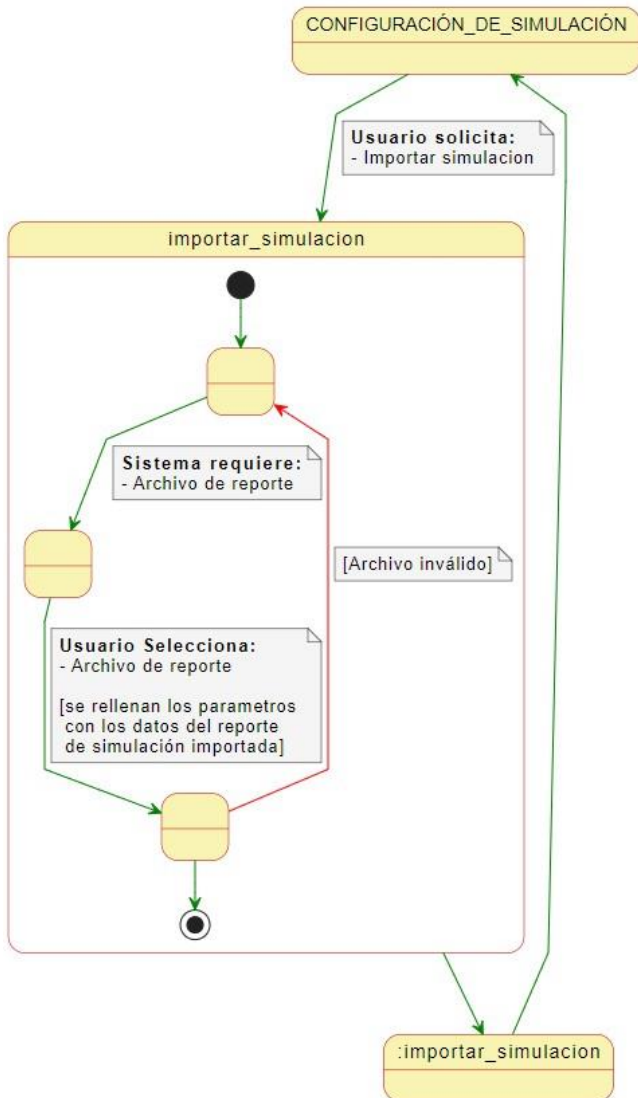 CONFIGURACIÓN_DE_SIMULACIÓN
Usuario solicita:
- Importar simulacion
importar_simulacion
Sistema requiere:
- Archivo de reporte
[Archivo inválido]
Usuario Selecciona:
- Archivo de reporte
[se rellenan los parametros
con los datos del reporte
de simulación importada]
:importar_simulacion